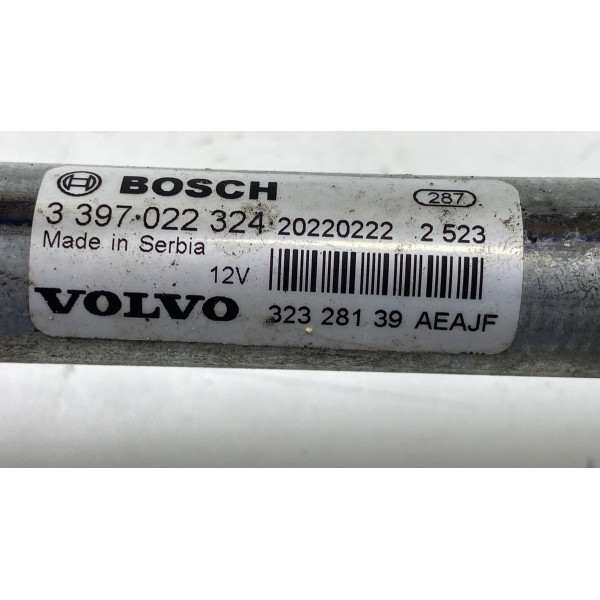 BOSCH 287
3 397 022 324 20220222 2 523
Made in Serbia
12V
VOLVO 323 281 39 AEAJF